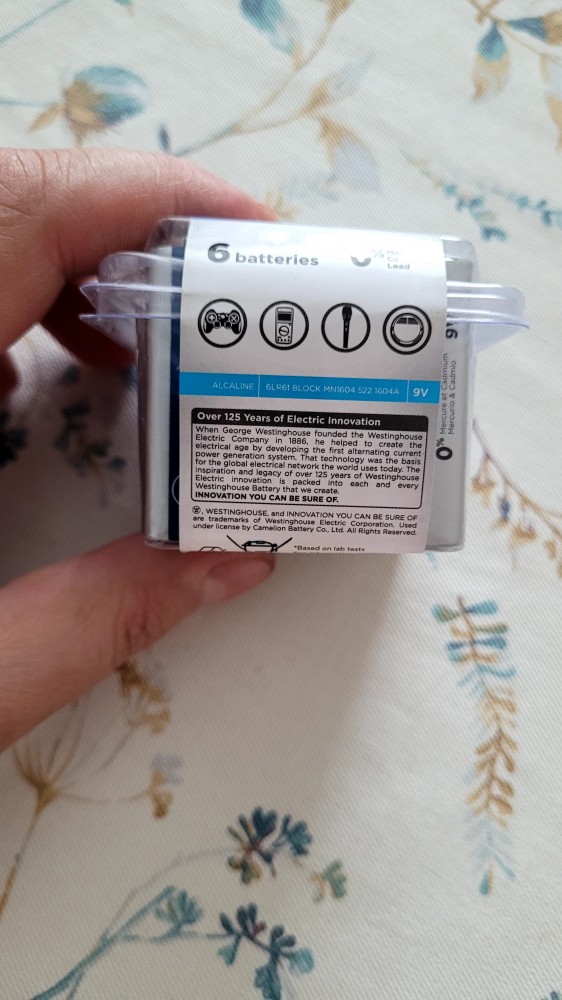 6 batteries
0%
Lead
ALCALINE 6LR61 BLOCK MN1604 522 1604A 9V
Over 125 Years of Electric Innovation
When George Westinghouse founded the Westinghouse
Electric Company in 1886, he helped to create the
electrical age by developing the first alternating current
power generation system. That technology was the basis
for the global electrical network the world uses today. The
inspiration and legacy of over 125 years of Westinghouse
Electric innovation is packed into each and every
Westinghouse Battery that we create.
INNOVATION YOU CAN BE SURE OF.
W, WESTINGHOUSE, and INNOVATION YOU CAN BE SURE OF
are trademarks of Westinghouse Electric Corporation. Used
under license by Camelion Battery Co., Ltd. All Rights Reserved.
*Based on lab tests
0% Mercure et Cadmium
Mercurio & Cadmio